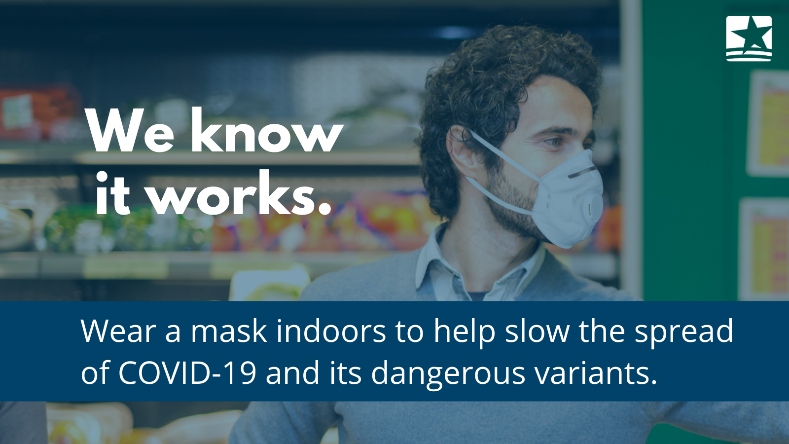 We know
it works.
Wear a mask indoors to help slow the spread
of COVID-19 and its dangerous variants.